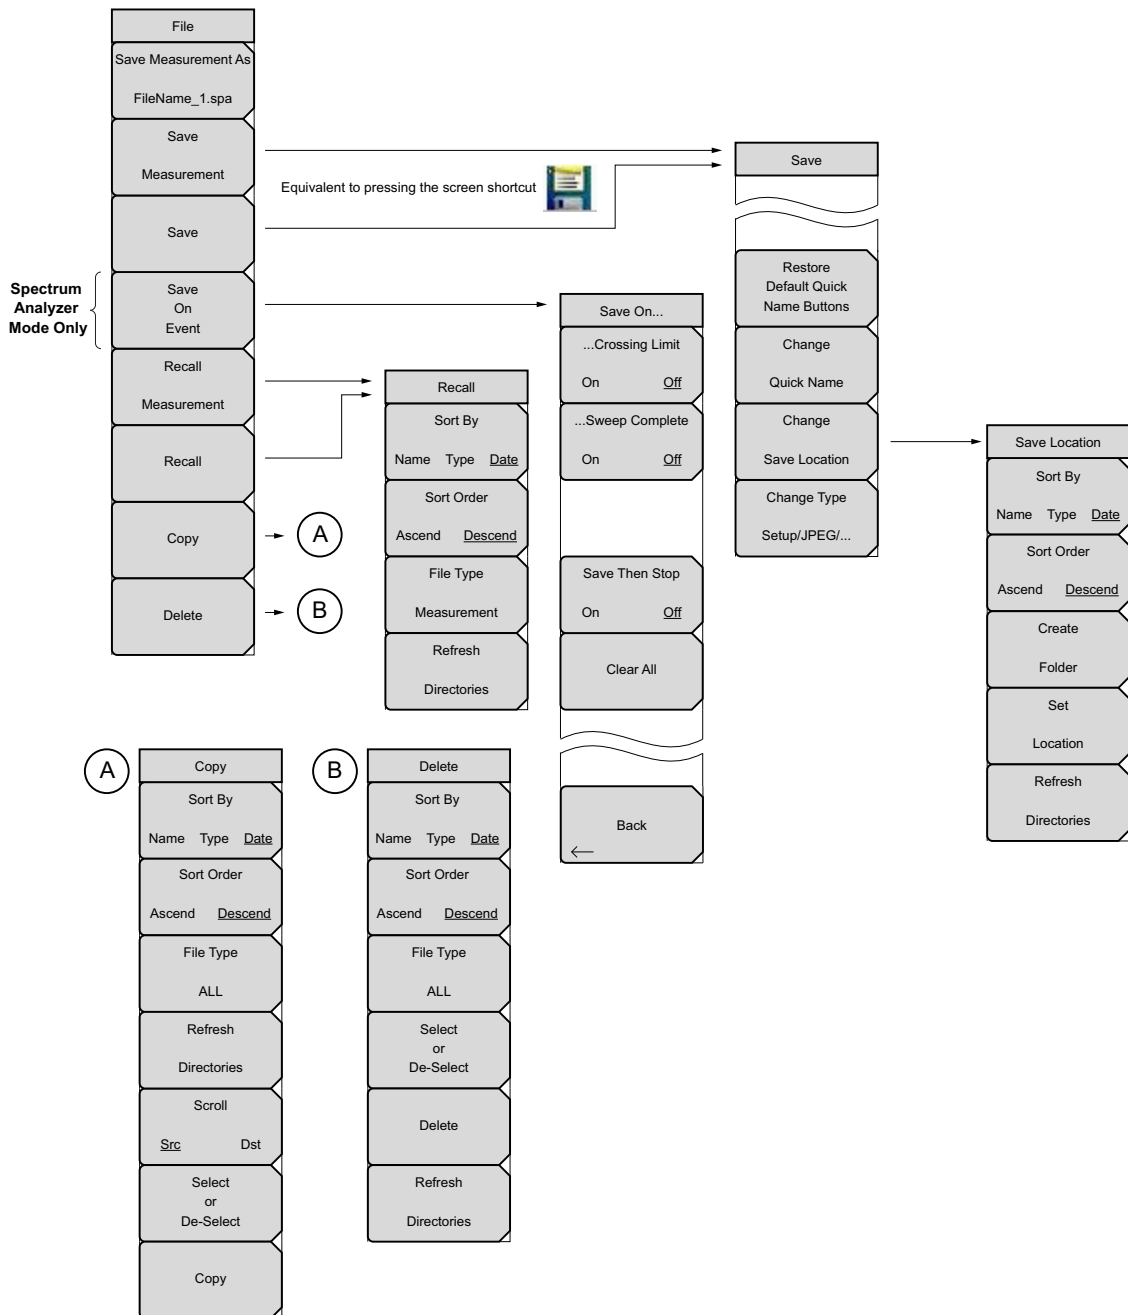 File
Save Measurement As
FileName_1.spa
Save
Measurement
Save
Save
On
Event
Recall
Measurement
Recall
Copy
Delete
Spectrum
Analyzer
Mode Only
Equivalent to pressing the screen shortcut
A
B
Recall
Sort By
Name Type Date
Sort Order
Ascend Descend
File Type
Measurement
Refresh
Directories
Save On...
...Crossing Limit
On Off
...Sweep Complete
On Off
Save Then Stop
On Off
Clear All
Back
Save
Restore
Default Quick
Name Buttons
Change
Quick Name
Change
Save Location
Change Type
Setup/JPEG/...
Save Location
Sort By
Name Type Date
Sort Order
Ascend Descend
Create
Folder
Set
Location
Refresh
Directories
A
Copy
Sort By
Name Type Date
Sort Order
Ascend Descend
File Type
ALL
Refresh
Directories
Scroll
Src Dst
Select
or
De-Select
Copy
B
Delete
Sort By
Name Type Date
Sort Order
Ascend Descend
File Type
ALL
Select
or
De-Select
Delete
Refresh
Directories